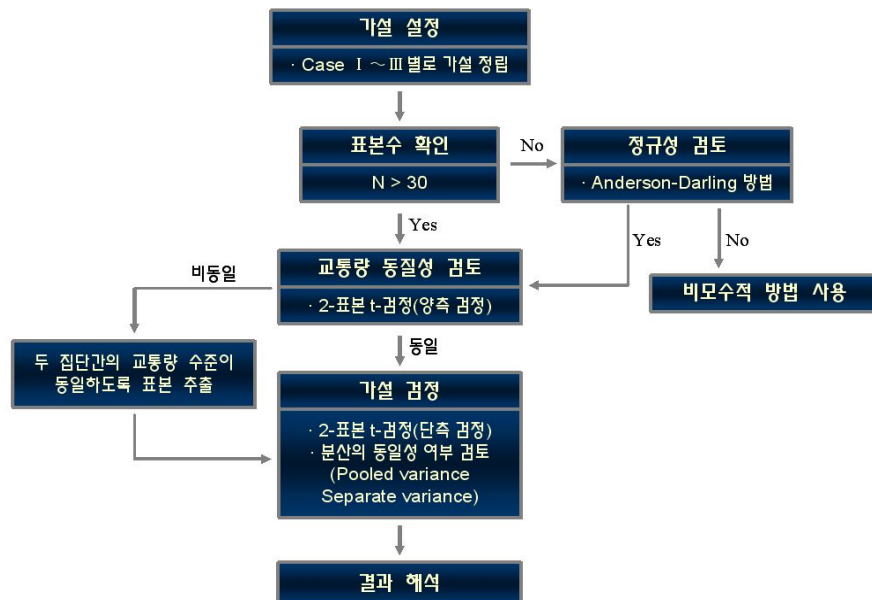 가설 설정
· Case Ⅰ ~ Ⅲ 별로 가설 정립
표본수 확인
N > 30
No
정규성 검토
· Anderson-Darling 방법
Yes
Yes
No
비동일
교통량 동질성 검토
· 2-표본 t-검정(양측 검정)
비모수적 방법 사용
동일
두 집단간의 교통량 수준이
동일하도록 표본 추출
가설 검정
· 2-표본 t-검정(단측 검정)
· 분산의 동일성 여부 검토
(Pooled variance
Separate variance)
결과 해석